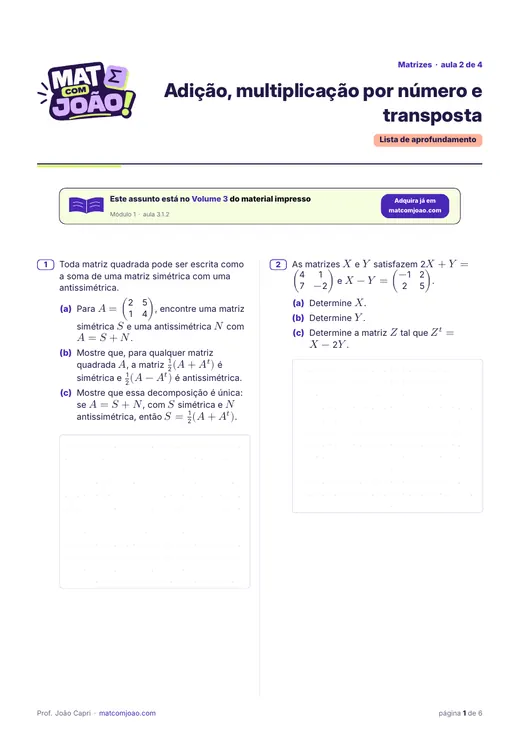 MAT
COM
JOÃO!
Σ
Matrizes · aula 2 de 4
Adição, multiplicação por número e
transposta
Lista de aprofundamento
Este assunto está no Volume 3 do material impresso
Módulo 1 · aula 3.1.2
Adquira já em
matcomjoao.com
1 Toda matriz quadrada pode ser escrita como
a soma de uma matriz simétrica com uma
antissimétrica.
(a) Para A = (2 5; 1 4), encontre uma matriz
simétrica S e uma antissimétrica N com
A = S + N.
(b) Mostre que, para qualquer matriz
quadrada A, a matriz ½(A + Aᵗ) é
simétrica e ½(A − Aᵗ) é antissimétrica.
(c) Mostre que essa decomposição é única:
se A = S + N, com S simétrica e N
antissimétrica, então S = ½(A + Aᵗ).
2 As matrizes X e Y satisfazem 2X + Y =
(4 1; 7 −2) e X − Y = (−1 2; 2 5).
(a) Determine X.
(b) Determine Y.
(c) Determine a matriz Z tal que Zᵗ =
X − 2Y.
Prof. João Capri · matcomjoao.com
página 1 de 6